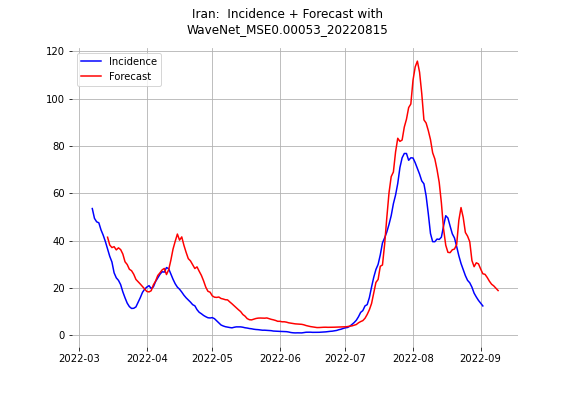 Iran:  Incidence + Forecast with
WaveNet_MSE0.00053_20220815
Incidence
Forecast
120
100
80
60
40
20
0
2022-03 2022-04 2022-05 2022-06 2022-07 2022-08 2022-09